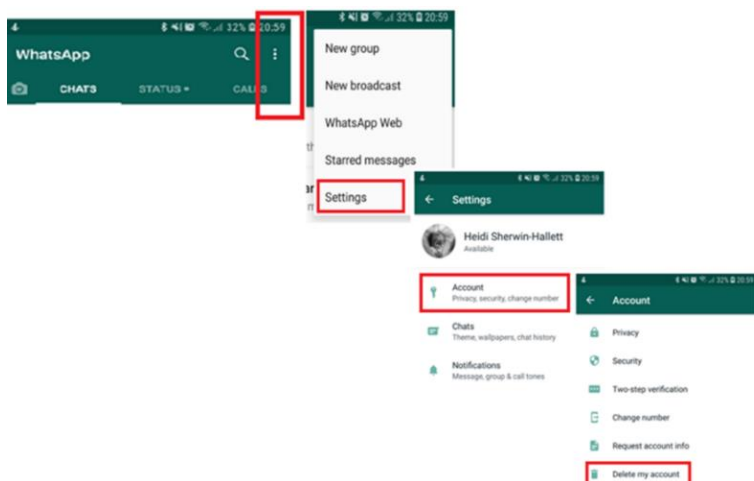 32% 20:59
WhatsApp
CHATS
STATUS
CALLS
32% 20:59
New group
New broadcast
WhatsApp Web
Starred messages
Settings
32% 20:59
Settings
Heidi Sherwin-Hallett
Available
Account
Privacy, security, change number
Chats
Theme, wallpapers, chat history
Notifications
Message, group & call tones
32% 20:59
Account
Privacy
Security
Two-step verification
Change number
Request account info
Delete my account